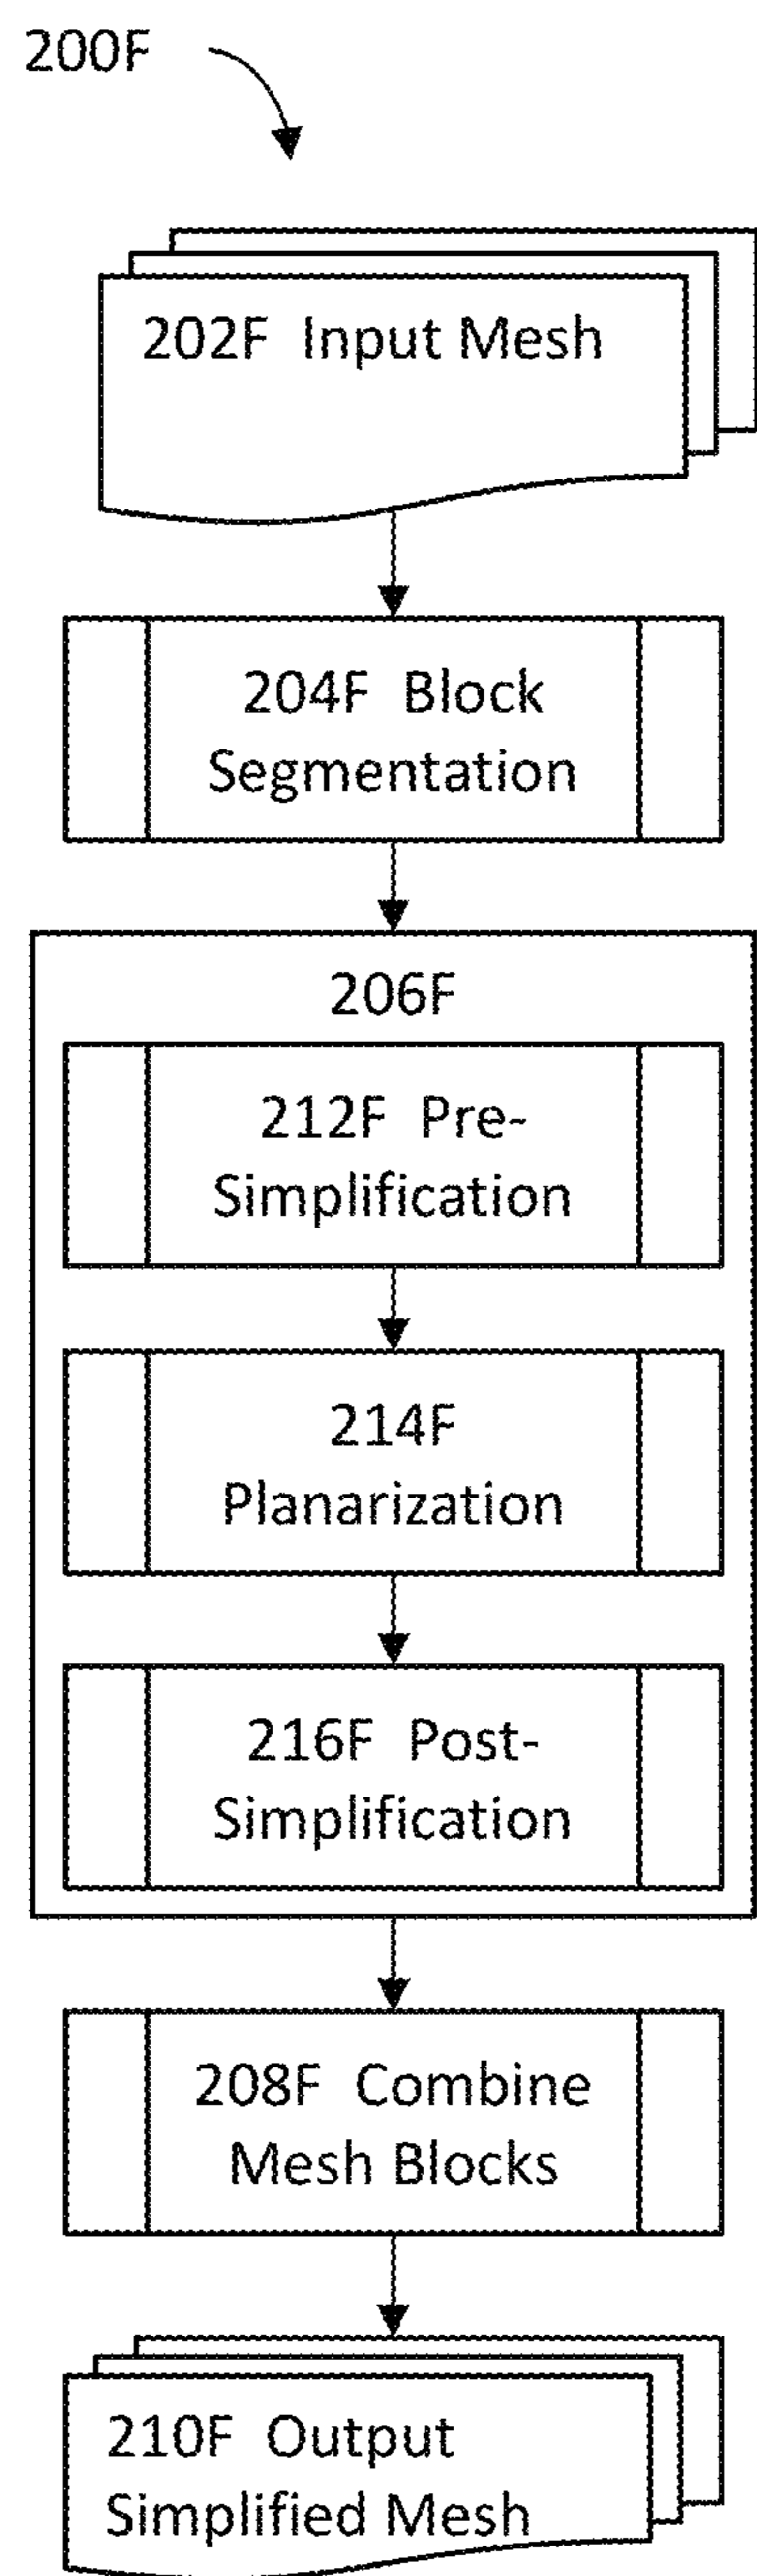 200F
202F Input Mesh
204F Block
Segmentation
206F
212F Pre-
Simplification
214F
Planarization
216F Post-
Simplification
208F Combine
Mesh Blocks
210F Output
Simplified Mesh